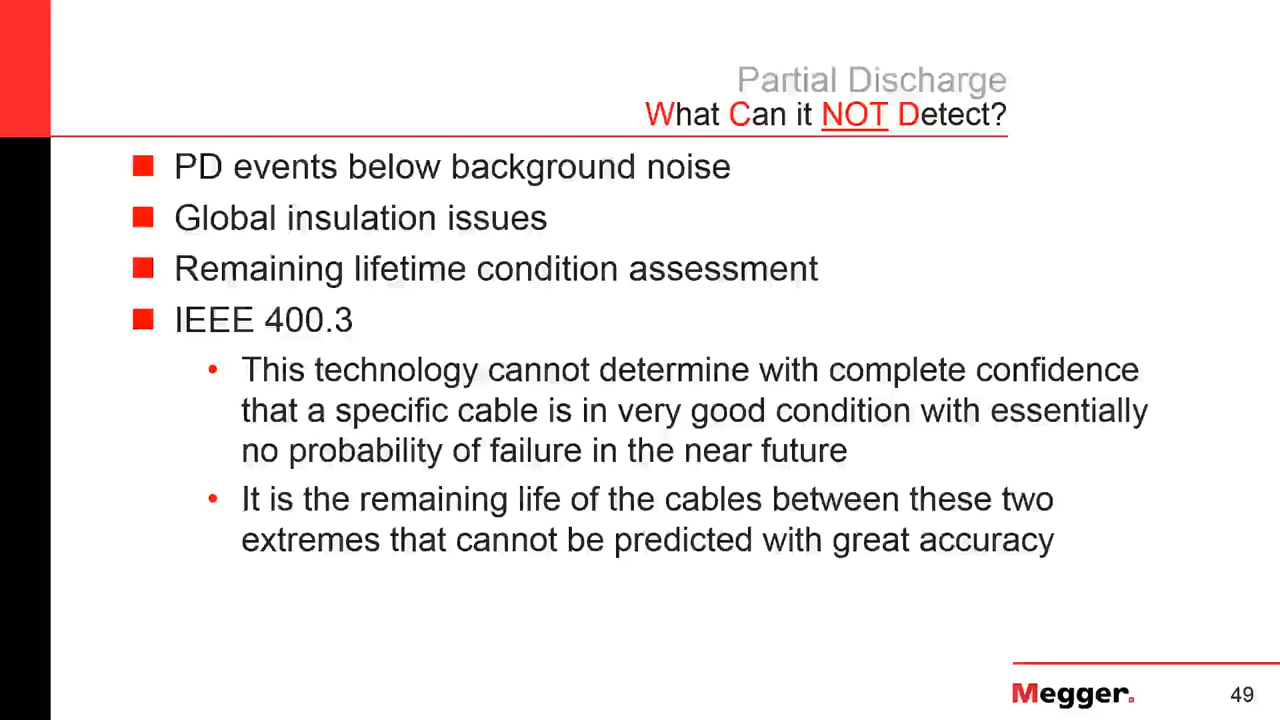 Partial Discharge
What Can it NOT Detect?
PD events below background noise
Global insulation issues
Remaining lifetime condition assessment
IEEE 400.3
This technology cannot determine with complete confidence
that a specific cable is in very good condition with essentially
no probability of failure in the near future
It is the remaining life of the cables between these two
extremes that cannot be predicted with great accuracy
Megger.
49